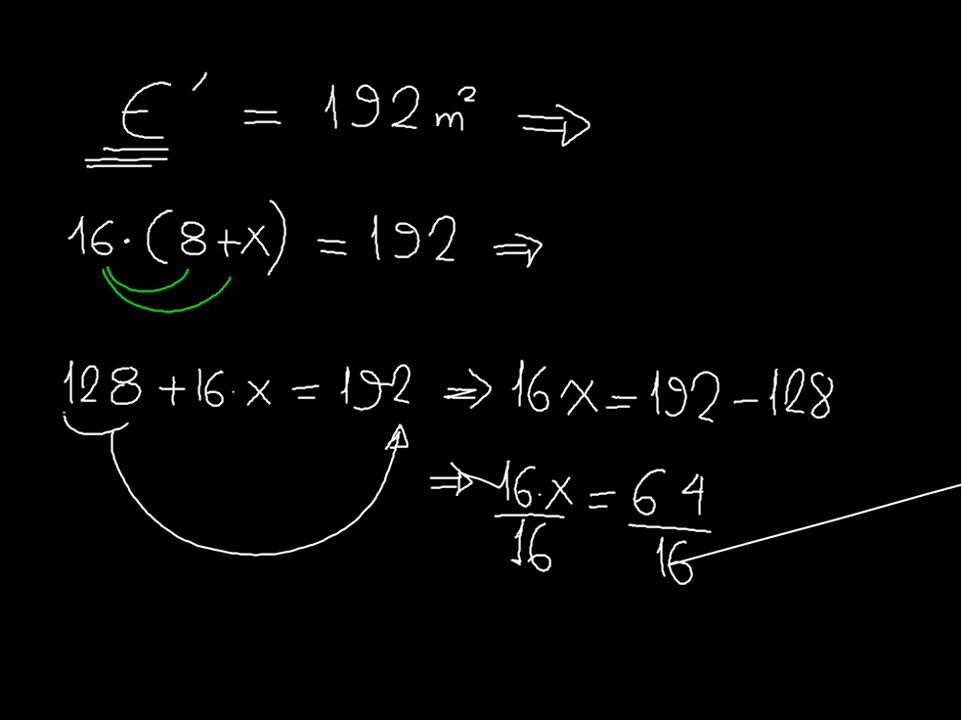 Ε' = 192 m² ⇒
16·(8+x) = 192 ⇒
128 + 16·x = 192 ⇒ 16x = 192 − 128
⇒ 16·x/16 = 64/16